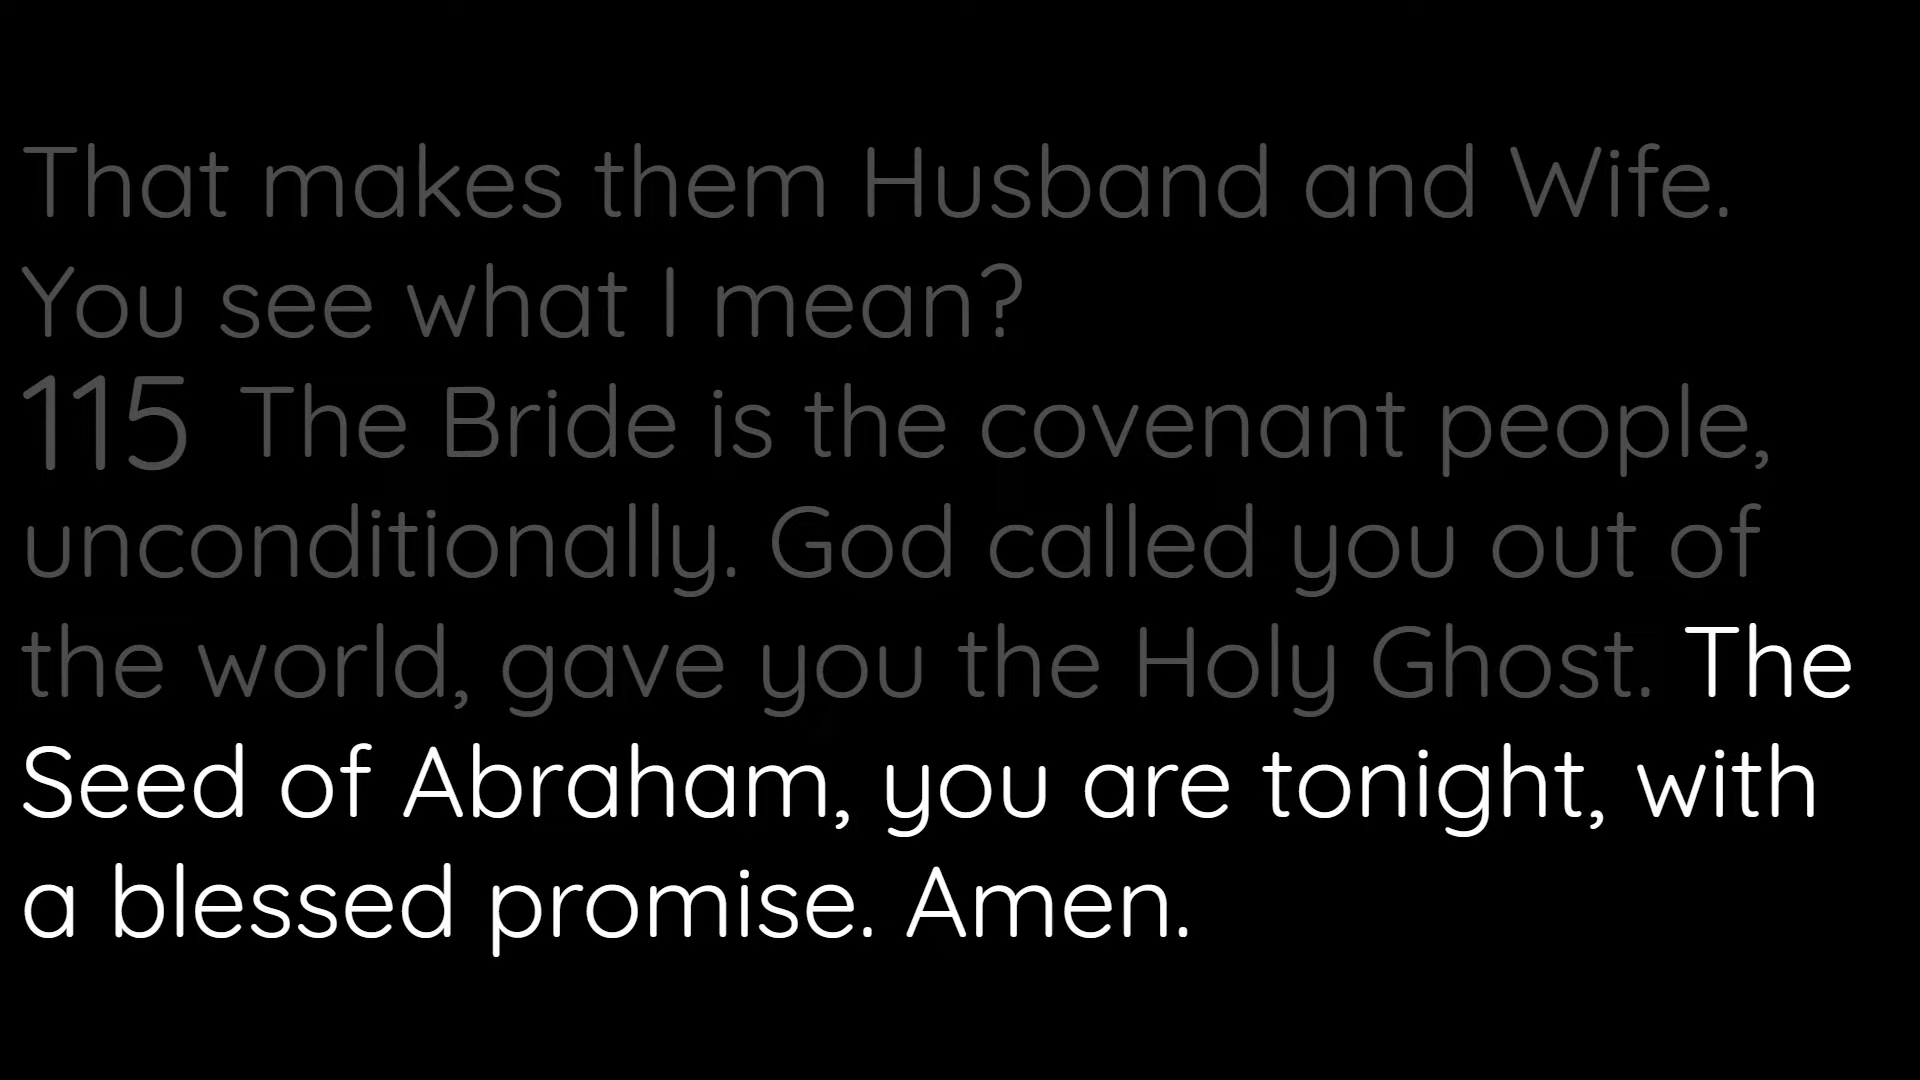 That makes them Husband and Wife.
You see what I mean?
115 The Bride is the covenant people,
unconditionally. God called you out of
the world, gave you the Holy Ghost. The
Seed of Abraham, you are tonight, with
a blessed promise. Amen.